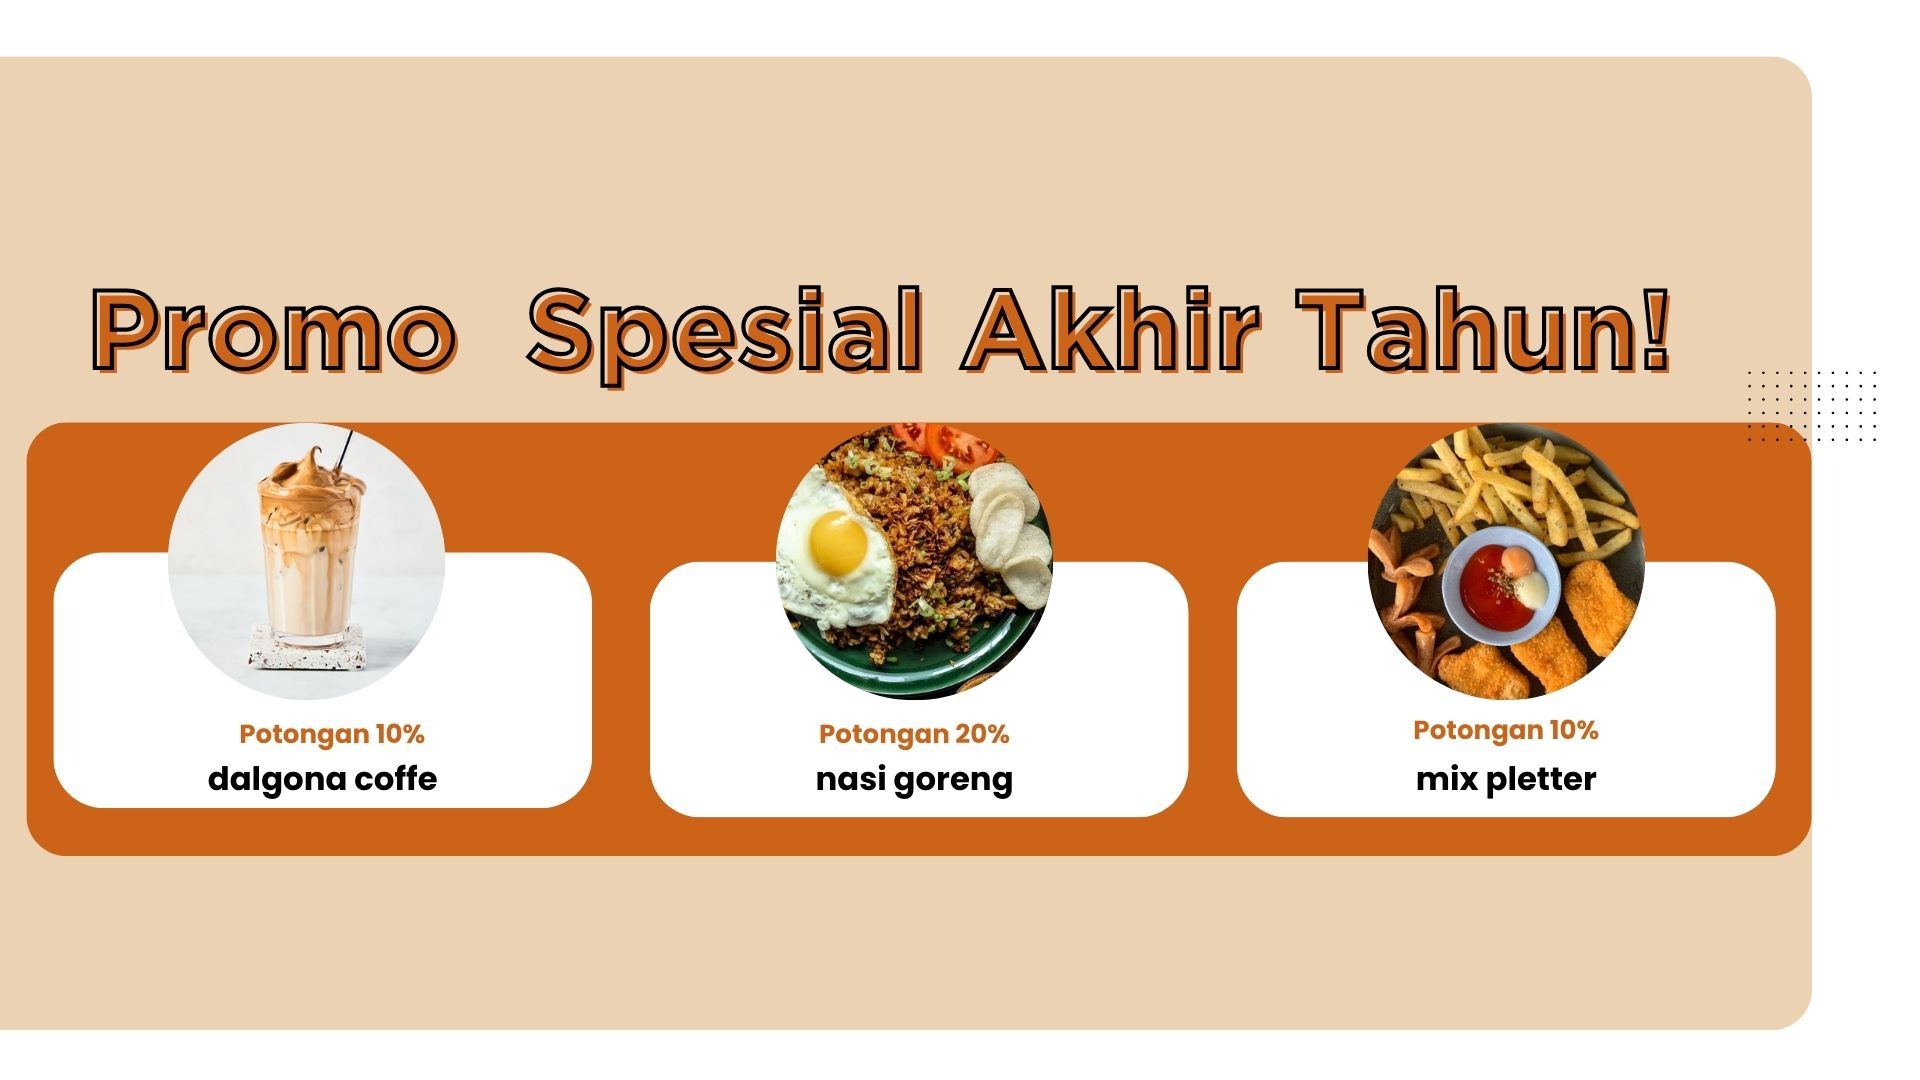 Promo Spesial Akhir Tahun!
Potongan 10%
dalgona coffe
Potongan 20%
nasi goreng
Potongan 10%
mix pletter